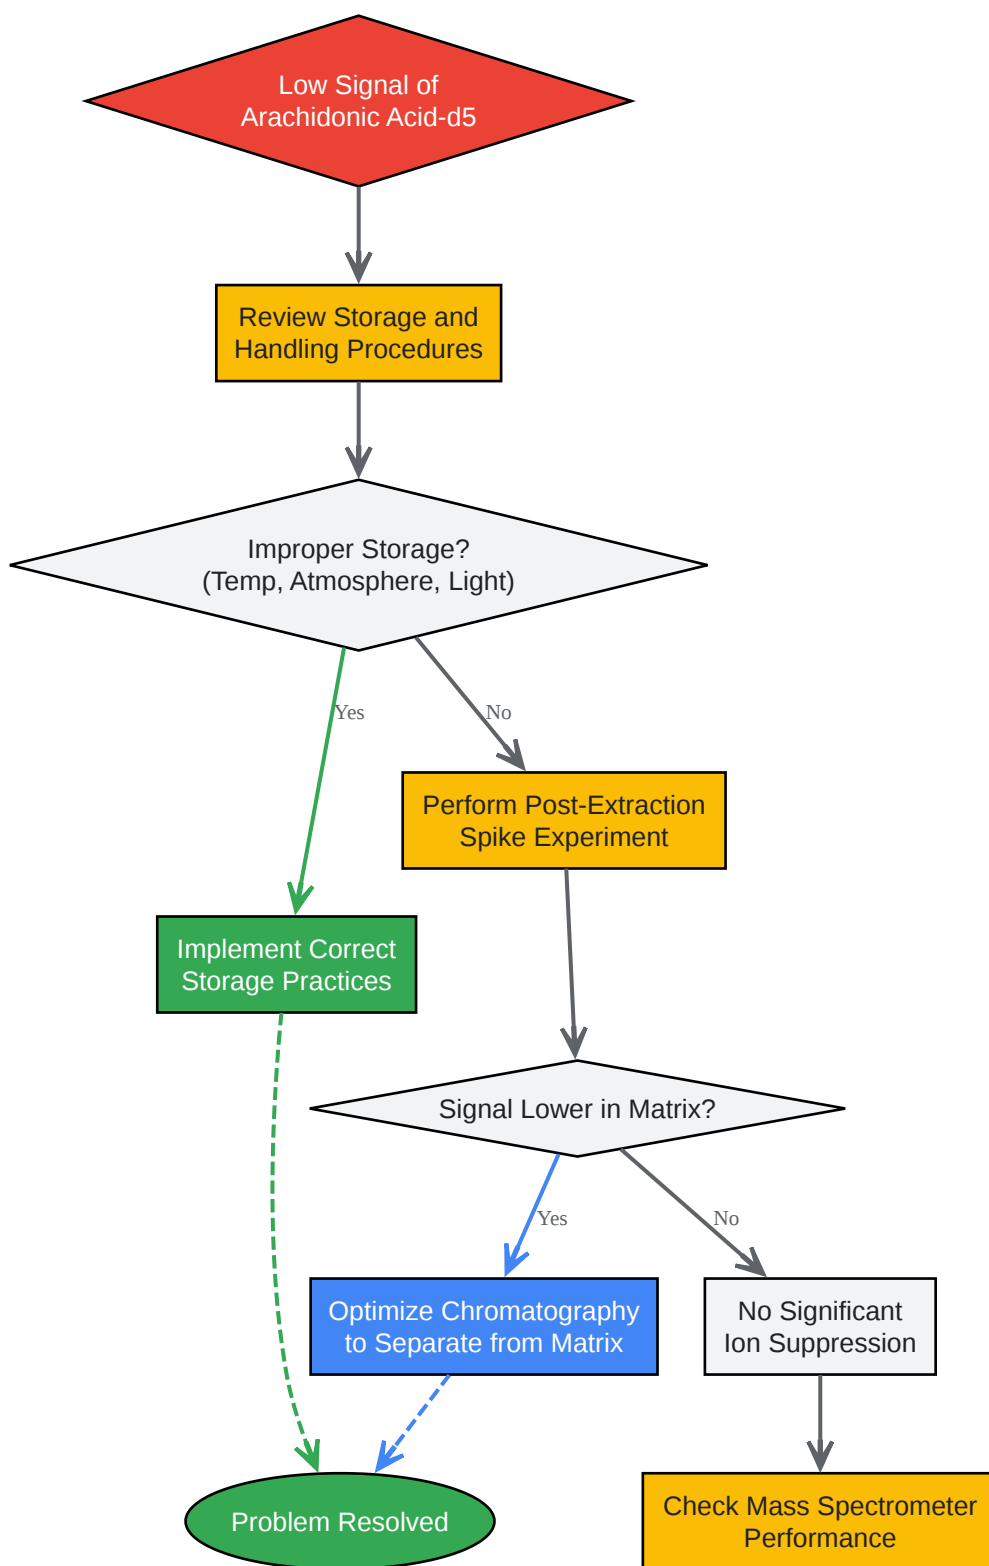 Low Signal of
Arachidonic Acid-d5
Review Storage and
Handling Procedures
Improper Storage?
(Temp, Atmosphere, Light)
Yes
No
Perform Post-Extraction
Spike Experiment
Implement Correct
Storage Practices
Signal Lower in Matrix?
Yes
No
Optimize Chromatography
to Separate from Matrix
No Significant
Ion Suppression
Problem Resolved
Check Mass Spectrometer
Performance